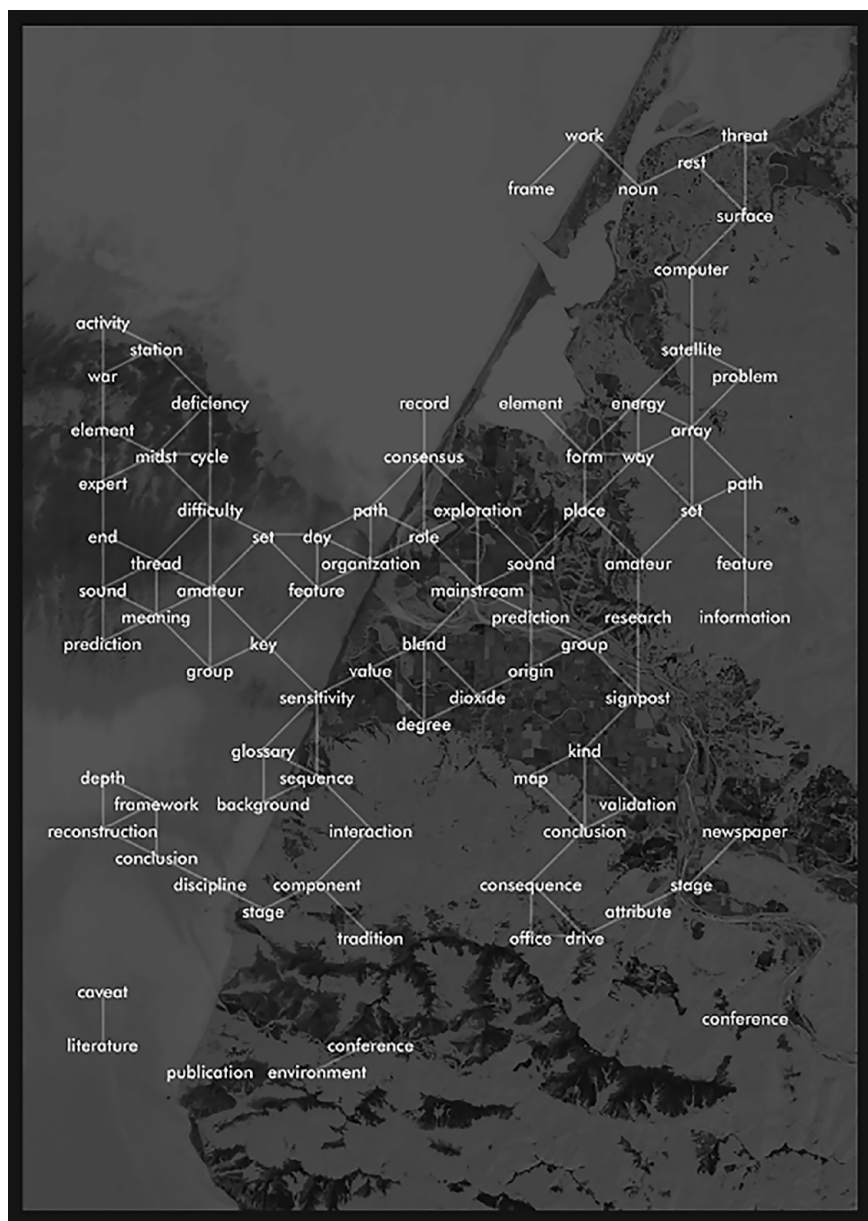 work threat
rest
frame noun
surface
computer
activity
station satellite
war problem
deficiency record element energy
element array
midst cycle consensus form way
expert path
difficulty path exploration place set
end set day role
thread organization sound amateur feature
sound amateur feature mainstream
meaning prediction research information
prediction key blend group
group value origin
sensitivity dioxide signpost
degree
glossary kind
depth sequence map
framework background validation
reconstruction interaction conclusion newspaper
conclusion
discipline component consequence stage
stage attribute
tradition office drive
caveat
conference
literature conference
publication environment